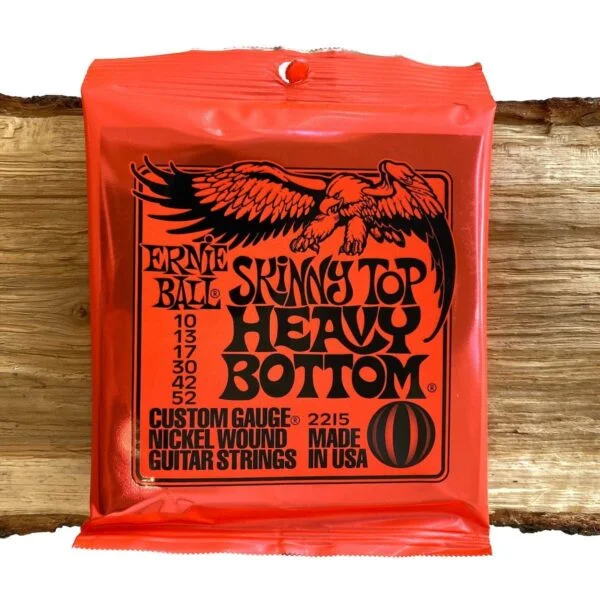 ERNIE
BALL®
SKINNY TOP
HEAVY
BOTTOM®
10
13
17
30
42
52
CUSTOM GAUGE® 2215
NICKEL WOUND MADE
GUITAR STRINGS IN USA